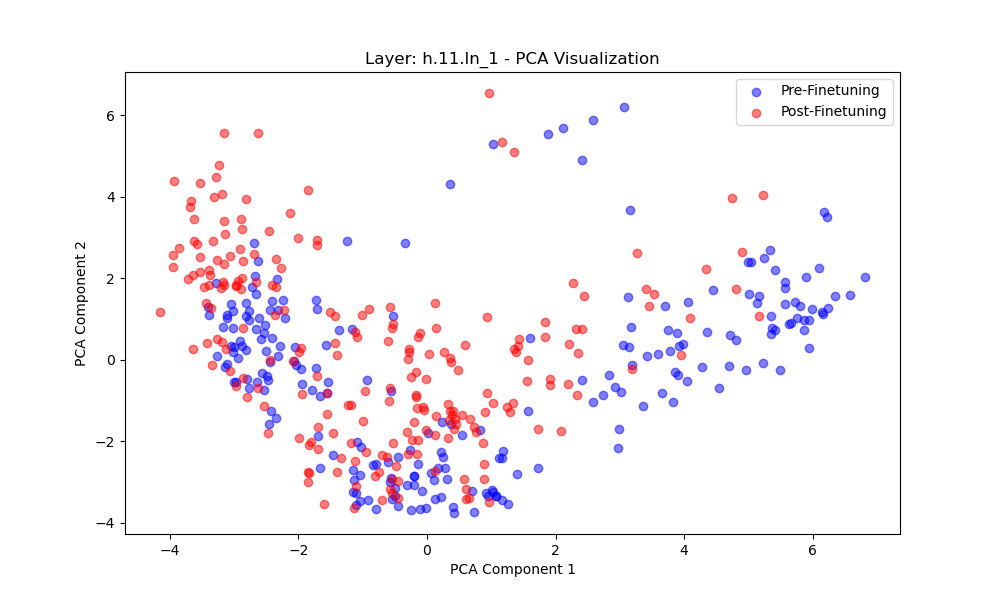 Layer: h.11.ln_1 - PCA Visualization
Pre-Finetuning
Post-Finetuning
6
4
2
0
−2
−4
PCA Component 2
−4 −2 0 2 4 6
PCA Component 1